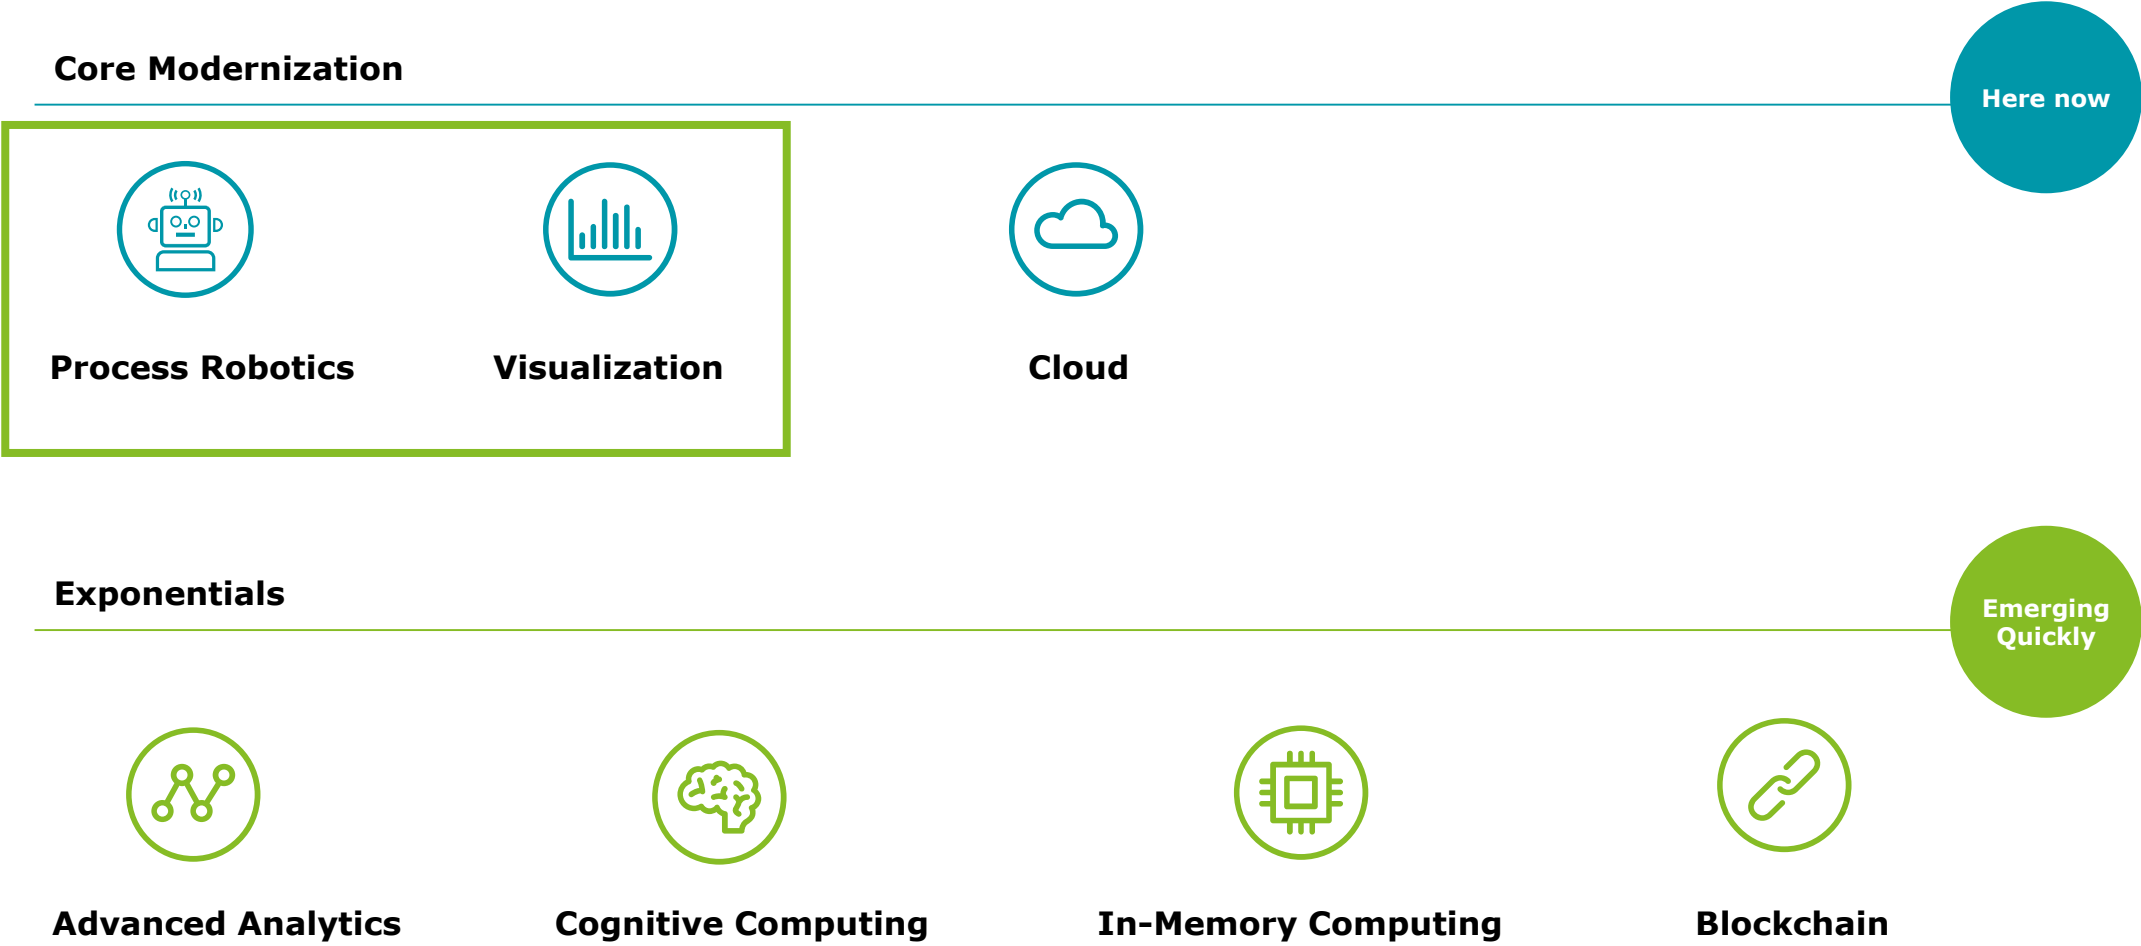 Core Modernization
Here now
Process Robotics
Visualization
Cloud
Exponentials
Emerging
Quickly
Advanced Analytics
Cognitive Computing
In-Memory Computing
Blockchain